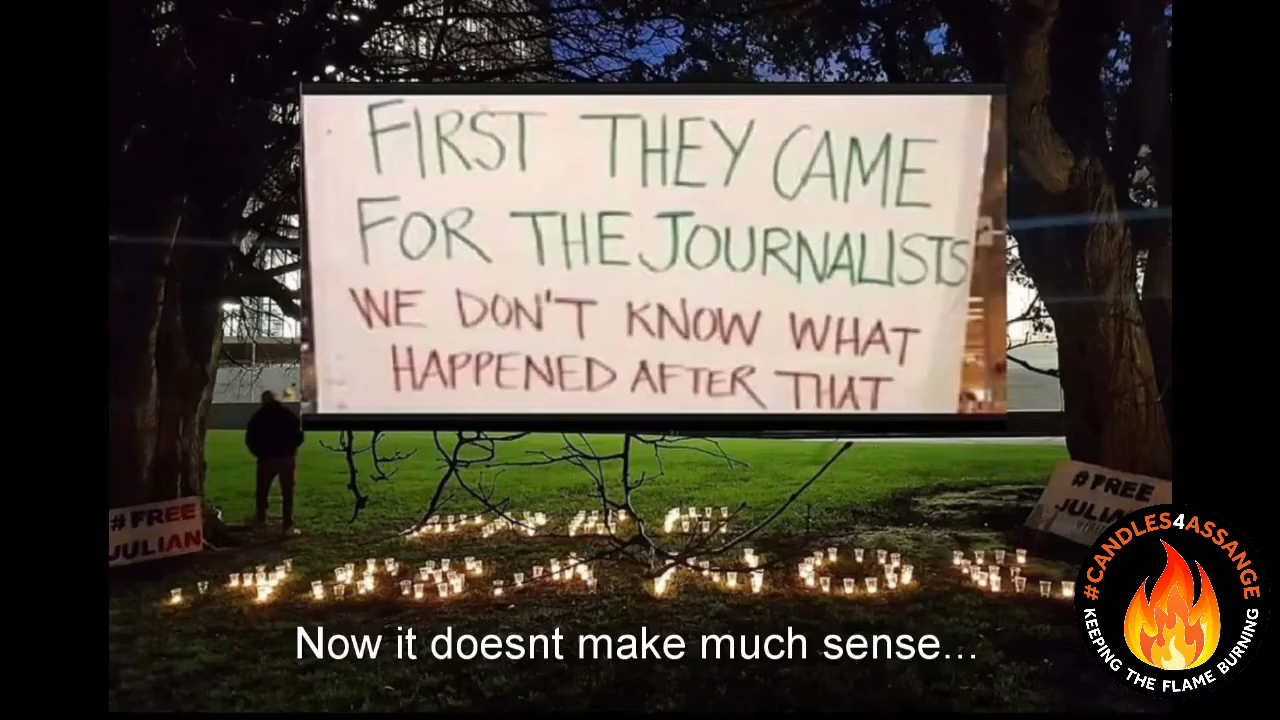 FIRST THEY CAME
FOR THE JOURNALISTS
WE DON'T KNOW WHAT
HAPPENED AFTER THAT
#FREE
JULIAN
#FREE
#CANDLES4ASSANGE
KEEPING THE FLAME BURNING
Now it doesnt make much sense...